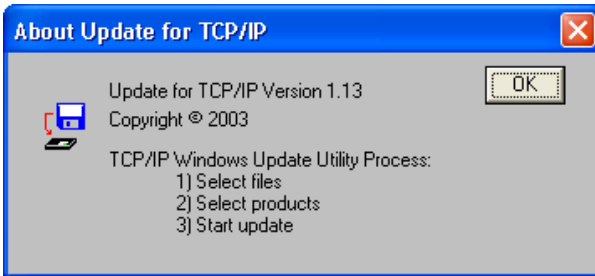 About Update for TCP/IP
Update for TCP/IP Version 1.13
OK
Copyright © 2003
TCP/IP Windows Update Utility Process:
1) Select files
2) Select products
3) Start update